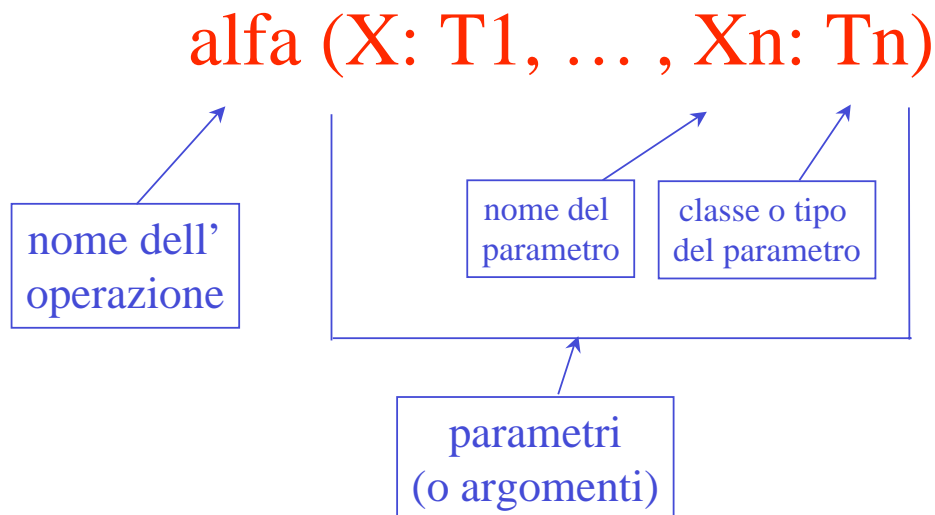 alfa (X: T1, … , Xn: Tn)
nome del
parametro
classe o tipo
del parametro
nome dell’
operazione
parametri
(o argomenti)